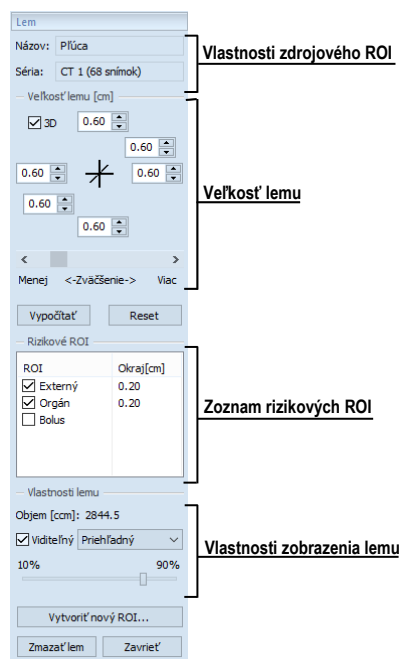 Lem
Názov: Pľúca
Vlastnosti zdrojového ROI
Séria: CT 1 (68 snímok)
Veľkosť lemu [cm]
3D 0.60
0.60
0.60 0.60
Veľkosť lemu
0.60
0.60
Menej <-Zväčšenie-> Viac
Vypočítať Reset
Rizikové ROI
ROI Okraj[cm]
Externý 0.20
Orgán 0.20
Zoznam rizikových ROI
Bolus
Vlastnosti lemu
Objem [ccm]: 2844.5
Viditeľný Priehľadný
Vlastnosti zobrazenia lemu
10% 90%
Vytvoriť nový ROI...
Zmazať lem Zavrieť